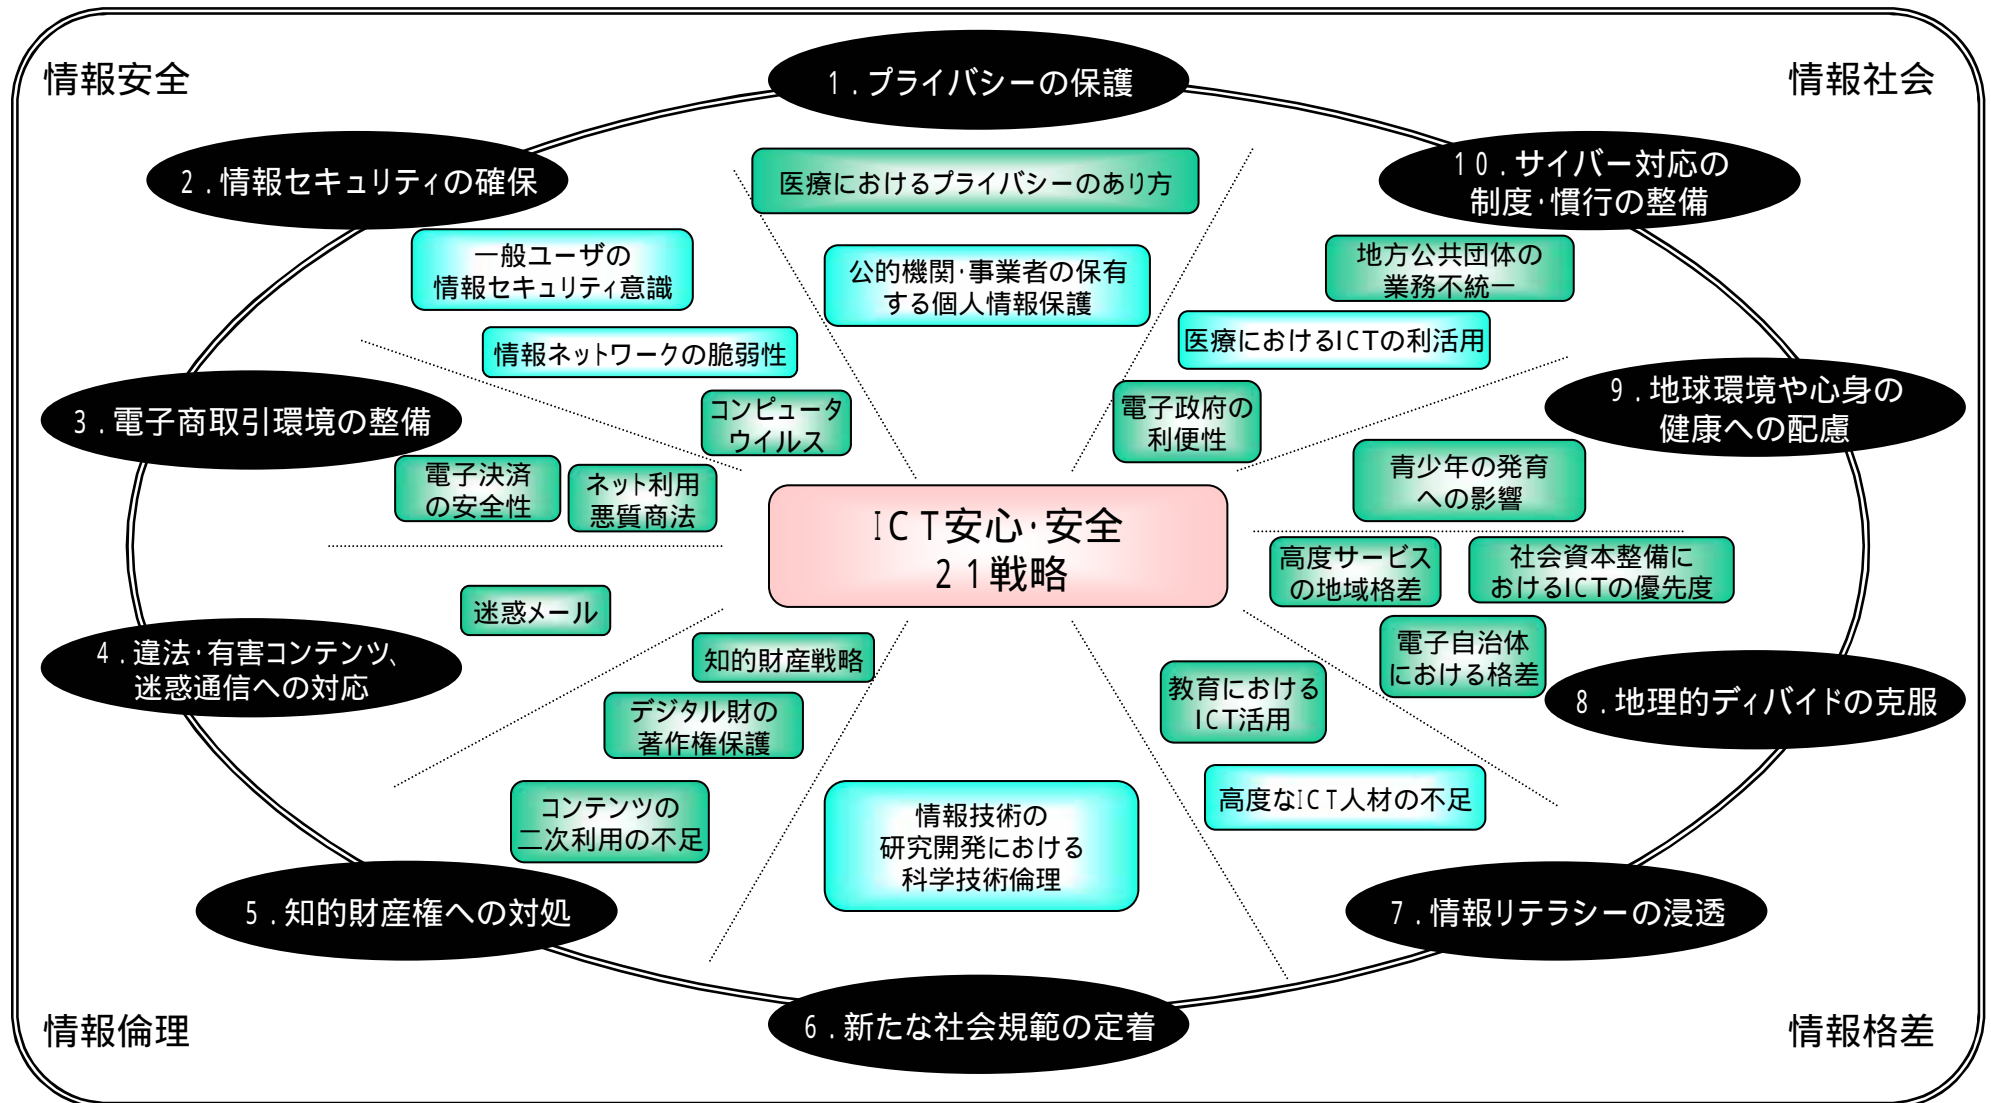 情報安全
情報社会
1.プライバシーの保護
2.情報セキュリティの確保
10.サイバー対応の
制度・慣行の整備
医療におけるプライバシーのあり方
一般ユーザの
情報セキュリティ意識
公的機関・事業者の保有
する個人情報保護
地方公共団体の
業務不統一
情報ネットワークの脆弱性
医療におけるICTの利活用
3.電子商取引環境の整備
コンピュータ
ウイルス
電子政府の
利便性
9.地球環境や心身の
健康への配慮
電子決済
の安全性
ネット利用
悪質商法
青少年の発育
への影響
ICT安心・安全
21戦略
高度サービス
の地域格差
社会資本整備に
おけるICTの優先度
迷惑メール
4.違法・有害コンテンツ、
迷惑通信への対応
知的財産戦略
電子自治体
における格差
教育における
ICT活用
8.地理的ディバイドの克服
デジタル財の
著作権保護
コンテンツの
二次利用の不足
情報技術の
研究開発における
科学技術倫理
高度なICT人材の不足
5.知的財産権への対処
7.情報リテラシーの浸透
6.新たな社会規範の定着
情報倫理
情報格差